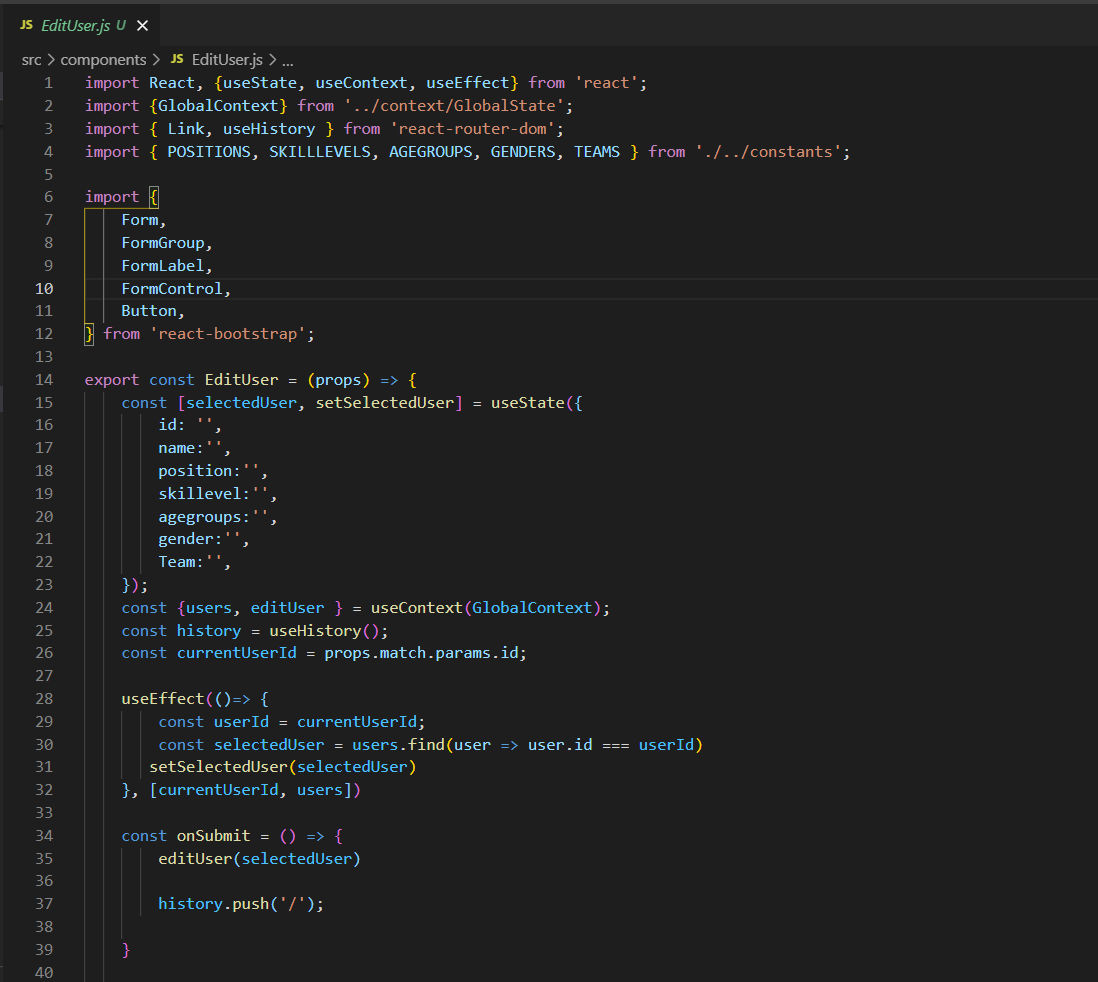 JS EditUser.js U ×
src > components > JS EditUser.js > ...
1 import React, {useState, useContext, useEffect} from 'react';
2 import {GlobalContext} from '../context/GlobalState';
3 import { Link, useHistory } from 'react-router-dom';
4 import { POSITIONS, SKILLLEVELS, AGEGROUPS, GENDERS, TEAMS } from './../constants';
5
6 import {
7 Form,
8 FormGroup,
9 FormLabel,
10 FormControl,
11 Button,
12 } from 'react-bootstrap';
13
14 export const EditUser = (props) => {
15 const [selectedUser, setSelectedUser] = useState({
16 id: '',
17 name:'',
18 position:'',
19 skillevel:'',
20 agegroups:'',
21 gender:'',
22 Team:'',
23 });
24 const {users, editUser } = useContext(GlobalContext);
25 const history = useHistory();
26 const currentUserId = props.match.params.id;
27
28 useEffect(()=> {
29 const userId = currentUserId;
30 const selectedUser = users.find(user => user.id === userId)
31 setSelectedUser(selectedUser)
32 }, [currentUserId, users])
33
34 const onSubmit = () => {
35 editUser(selectedUser)
36
37 history.push('/');
38
39 }
40